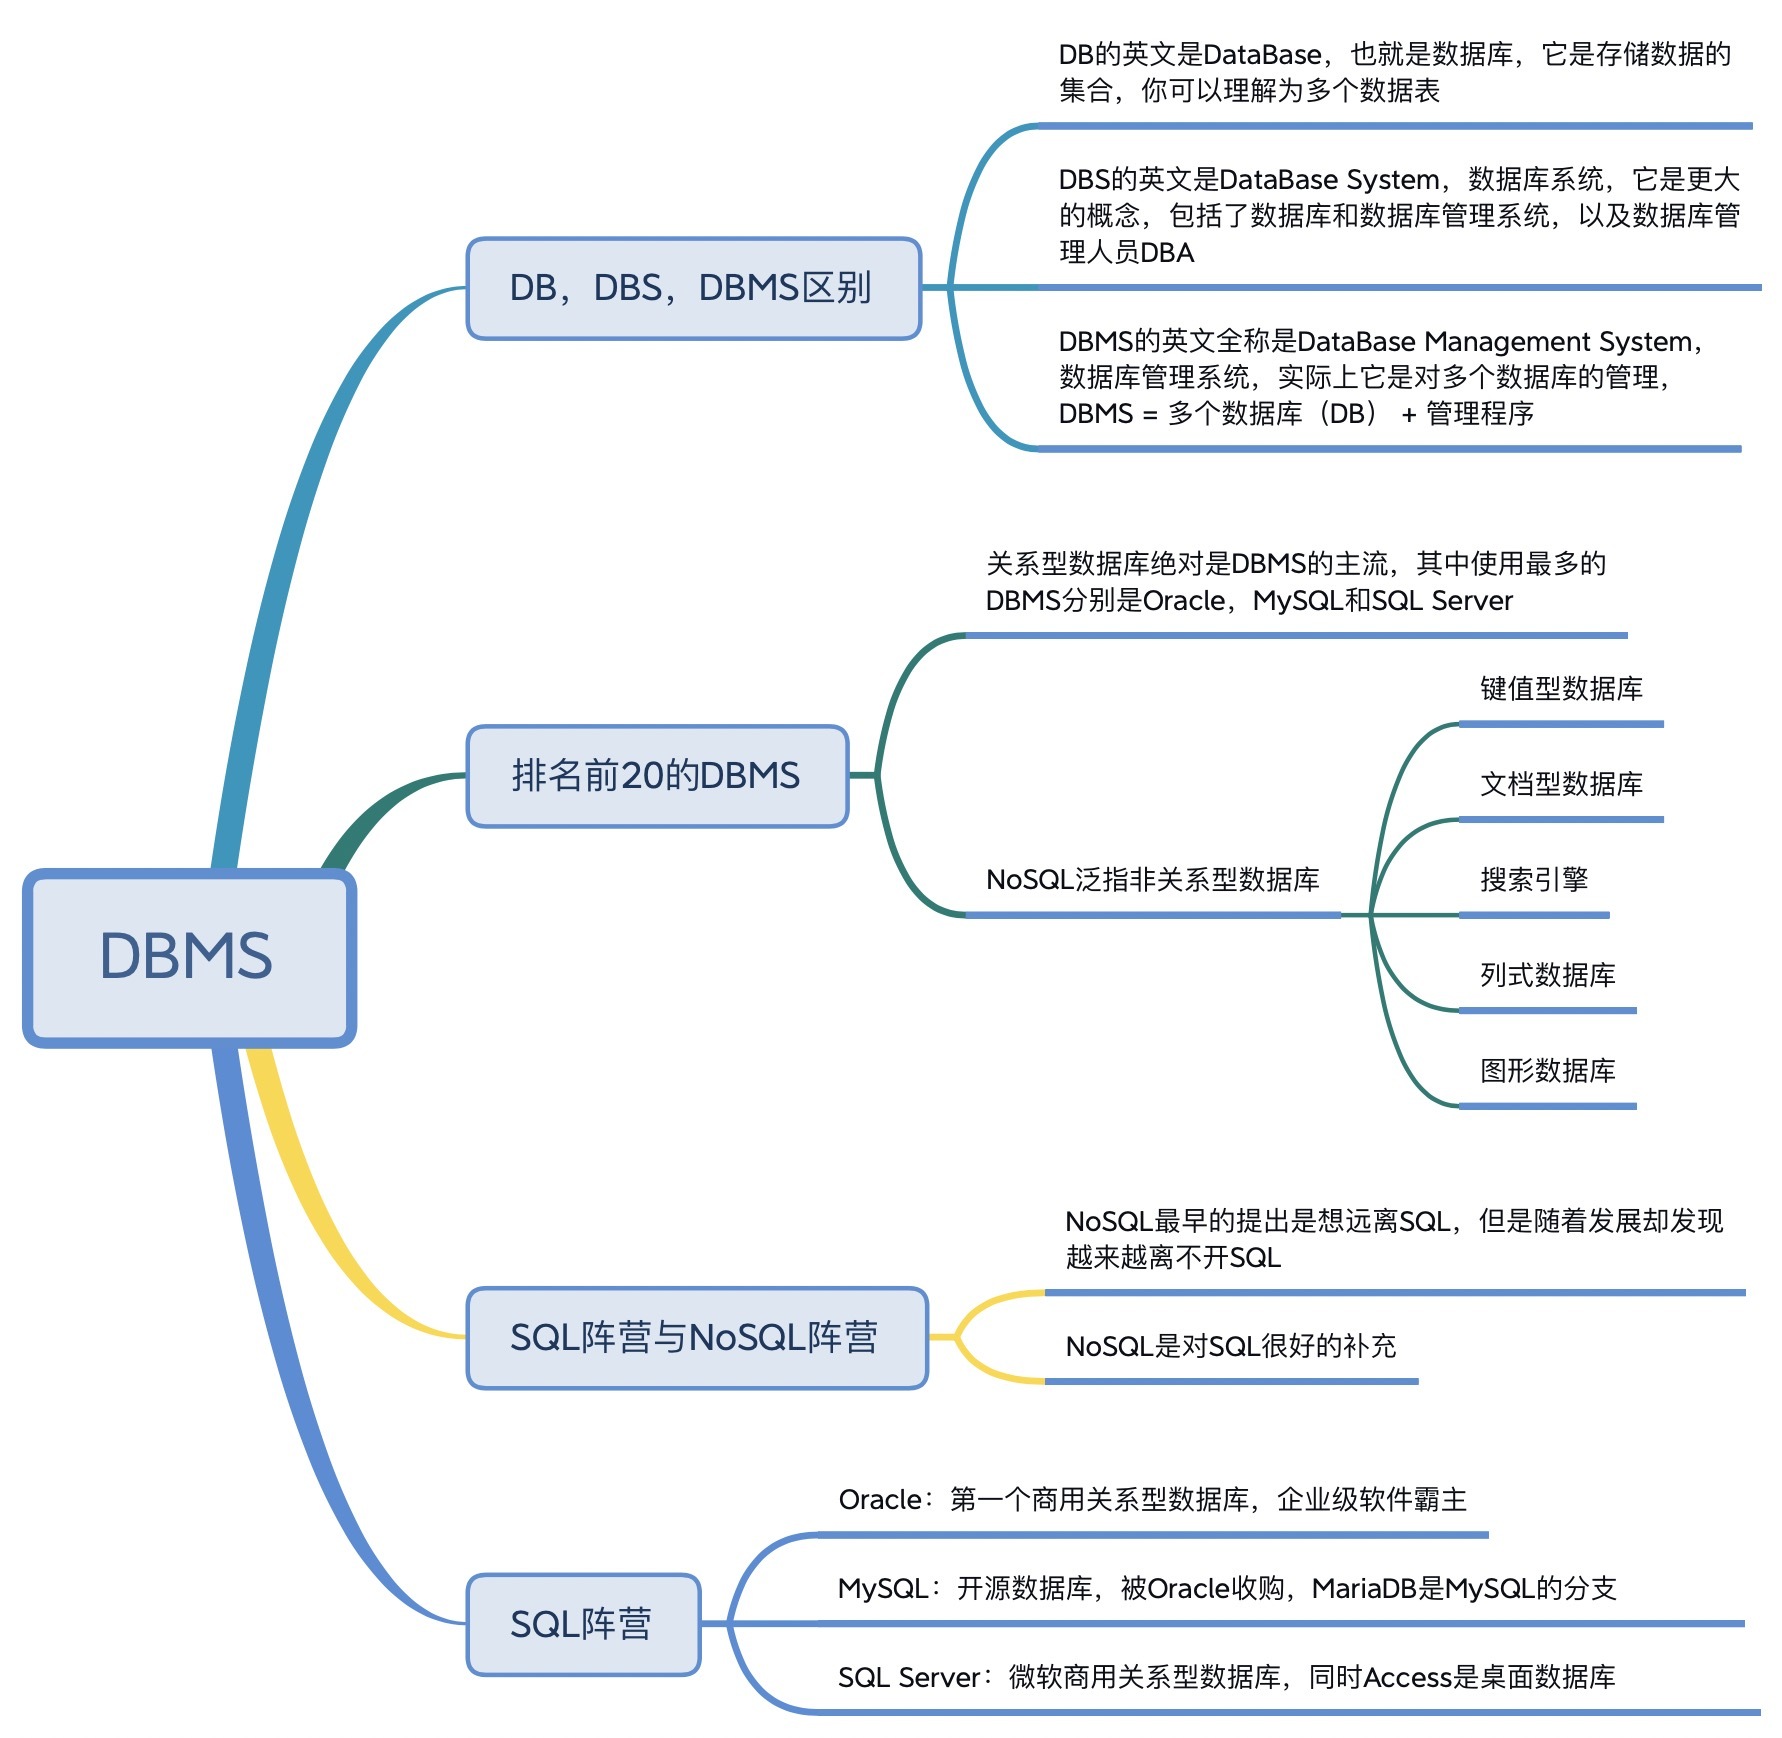 DB的英文是DataBase，也就是数据库，它是存储数据的
集合，你可以理解为多个数据表
DBS的英文是DataBase System，数据库系统，它是更大
的概念，包括了数据库和数据库管理系统，以及数据库管
理人员DBA
DB，DBS，DBMS区别
DBMS的英文全称是DataBase Management System，
数据库管理系统，实际上它是对多个数据库的管理，
DBMS = 多个数据库（DB） + 管理程序
关系型数据库绝对是DBMS的主流，其中使用最多的
DBMS分别是Oracle，MySQL和SQL Server
排名前20的DBMS
NoSQL泛指非关系型数据库
键值型数据库
文档型数据库
搜索引擎
列式数据库
图形数据库
DBMS
NoSQL最早的提出是想远离SQL，但是随着发展却发现
越来越离不开SQL
SQL阵营与NoSQL阵营
NoSQL是对SQL很好的补充
Oracle：第一个商用关系型数据库，企业级软件霸主
MySQL：开源数据库，被Oracle收购，MariaDB是MySQL的分支
SQL阵营
SQL Server：微软商用关系型数据库，同时Access是桌面数据库